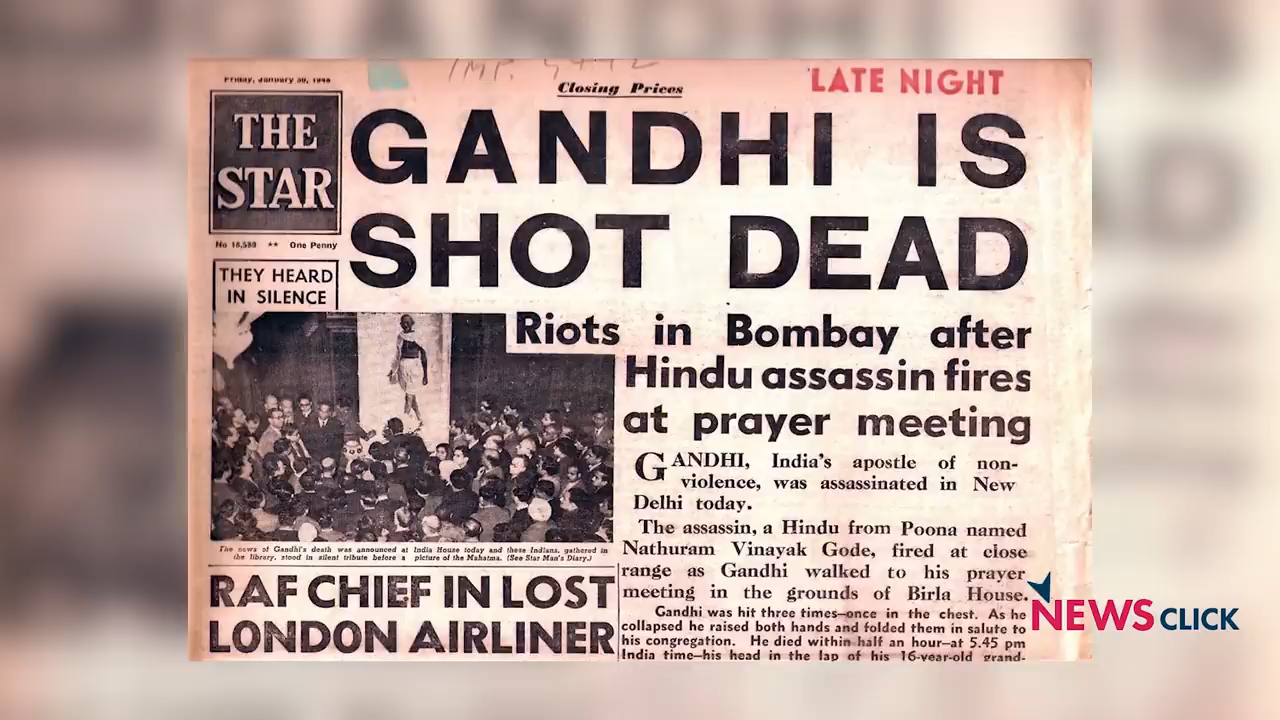 Friday, January 30, 1948
Closing Prices
LATE NIGHT
THE
STAR
GANDHI IS
SHOT DEAD
No 18,589 ** One Penny
THEY HEARD
IN SILENCE
Riots in Bombay after
Hindu assassin fires
at prayer meeting
GANDHI, India's apostle of non-
violence, was assassinated in New
Delhi today.
The assassin, a Hindu from Poona named
Nathuram Vinayak Gode, fired at close
range as Gandhi walked to his prayer
meeting in the grounds of Birla House.
Gandhi was hit three times—once in the chest. As he
collapsed he raised both hands and folded them in salute to
his congregation. He died within half an hour—at 5.45 pm
India time—his head in the lap of his 16-year-old grand-
The news of Gandhi's death was announced at India House today and these Indians, gathered in
the library, stood in silent tribute before a picture of the Mahatma. (See Star Man's Diary.)
RAF CHIEF IN LOST
LONDON AIRLINER
NEWSCLICK